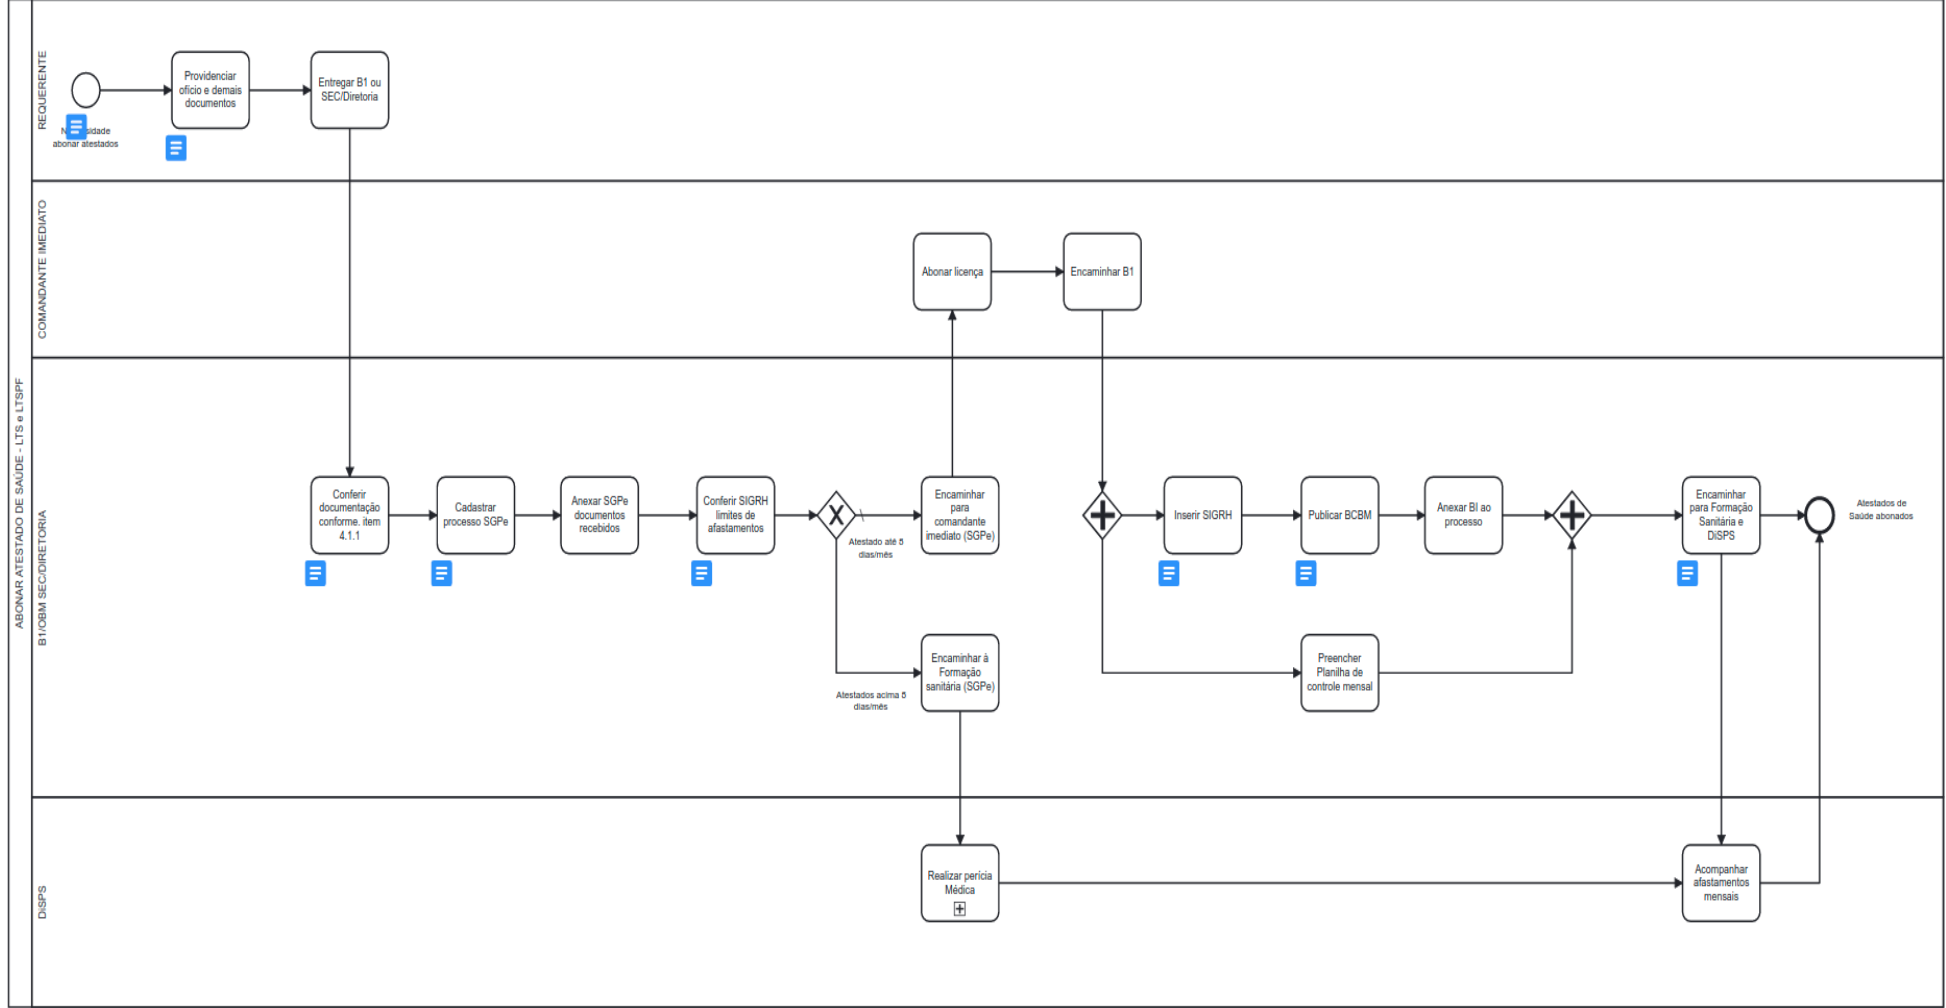 ABONAR ATESTADO DE SAÚDE - LTS e LTSPF
REQUERENTE
Providenciar
ofício e demais
documentos
Entregar B1 ou
SEC/Diretoria
abonar atestados
COMANDANTE IMEDIATO
Abonar licença
Encaminhar B1
B1/OBM SEC/DIRETORIA
Conferir
documentação
conforme. item
4.1.1
Cadastrar
processo SGPe
Anexar SGPe
documentos
recebidos
Conferir SIGRH
limites de
afastamentos
X
Atestado até 5
dias/mês
Encaminhar
para
comandante
imediato (SGPe)
Inserir SIGRH
Publicar BCBM
Anexar BI ao
processo
Encaminhar
para Formação
Sanitária e
DiSPS
Atestados de
Saúde abonados
Atestados acima 5
dias/mês
Encaminhar à
Formação
sanitária (SGPe)
Preencher
Planilha de
controle mensal
DiSPS
Realizar perícia
Médica
Acompanhar
afastamentos
mensais